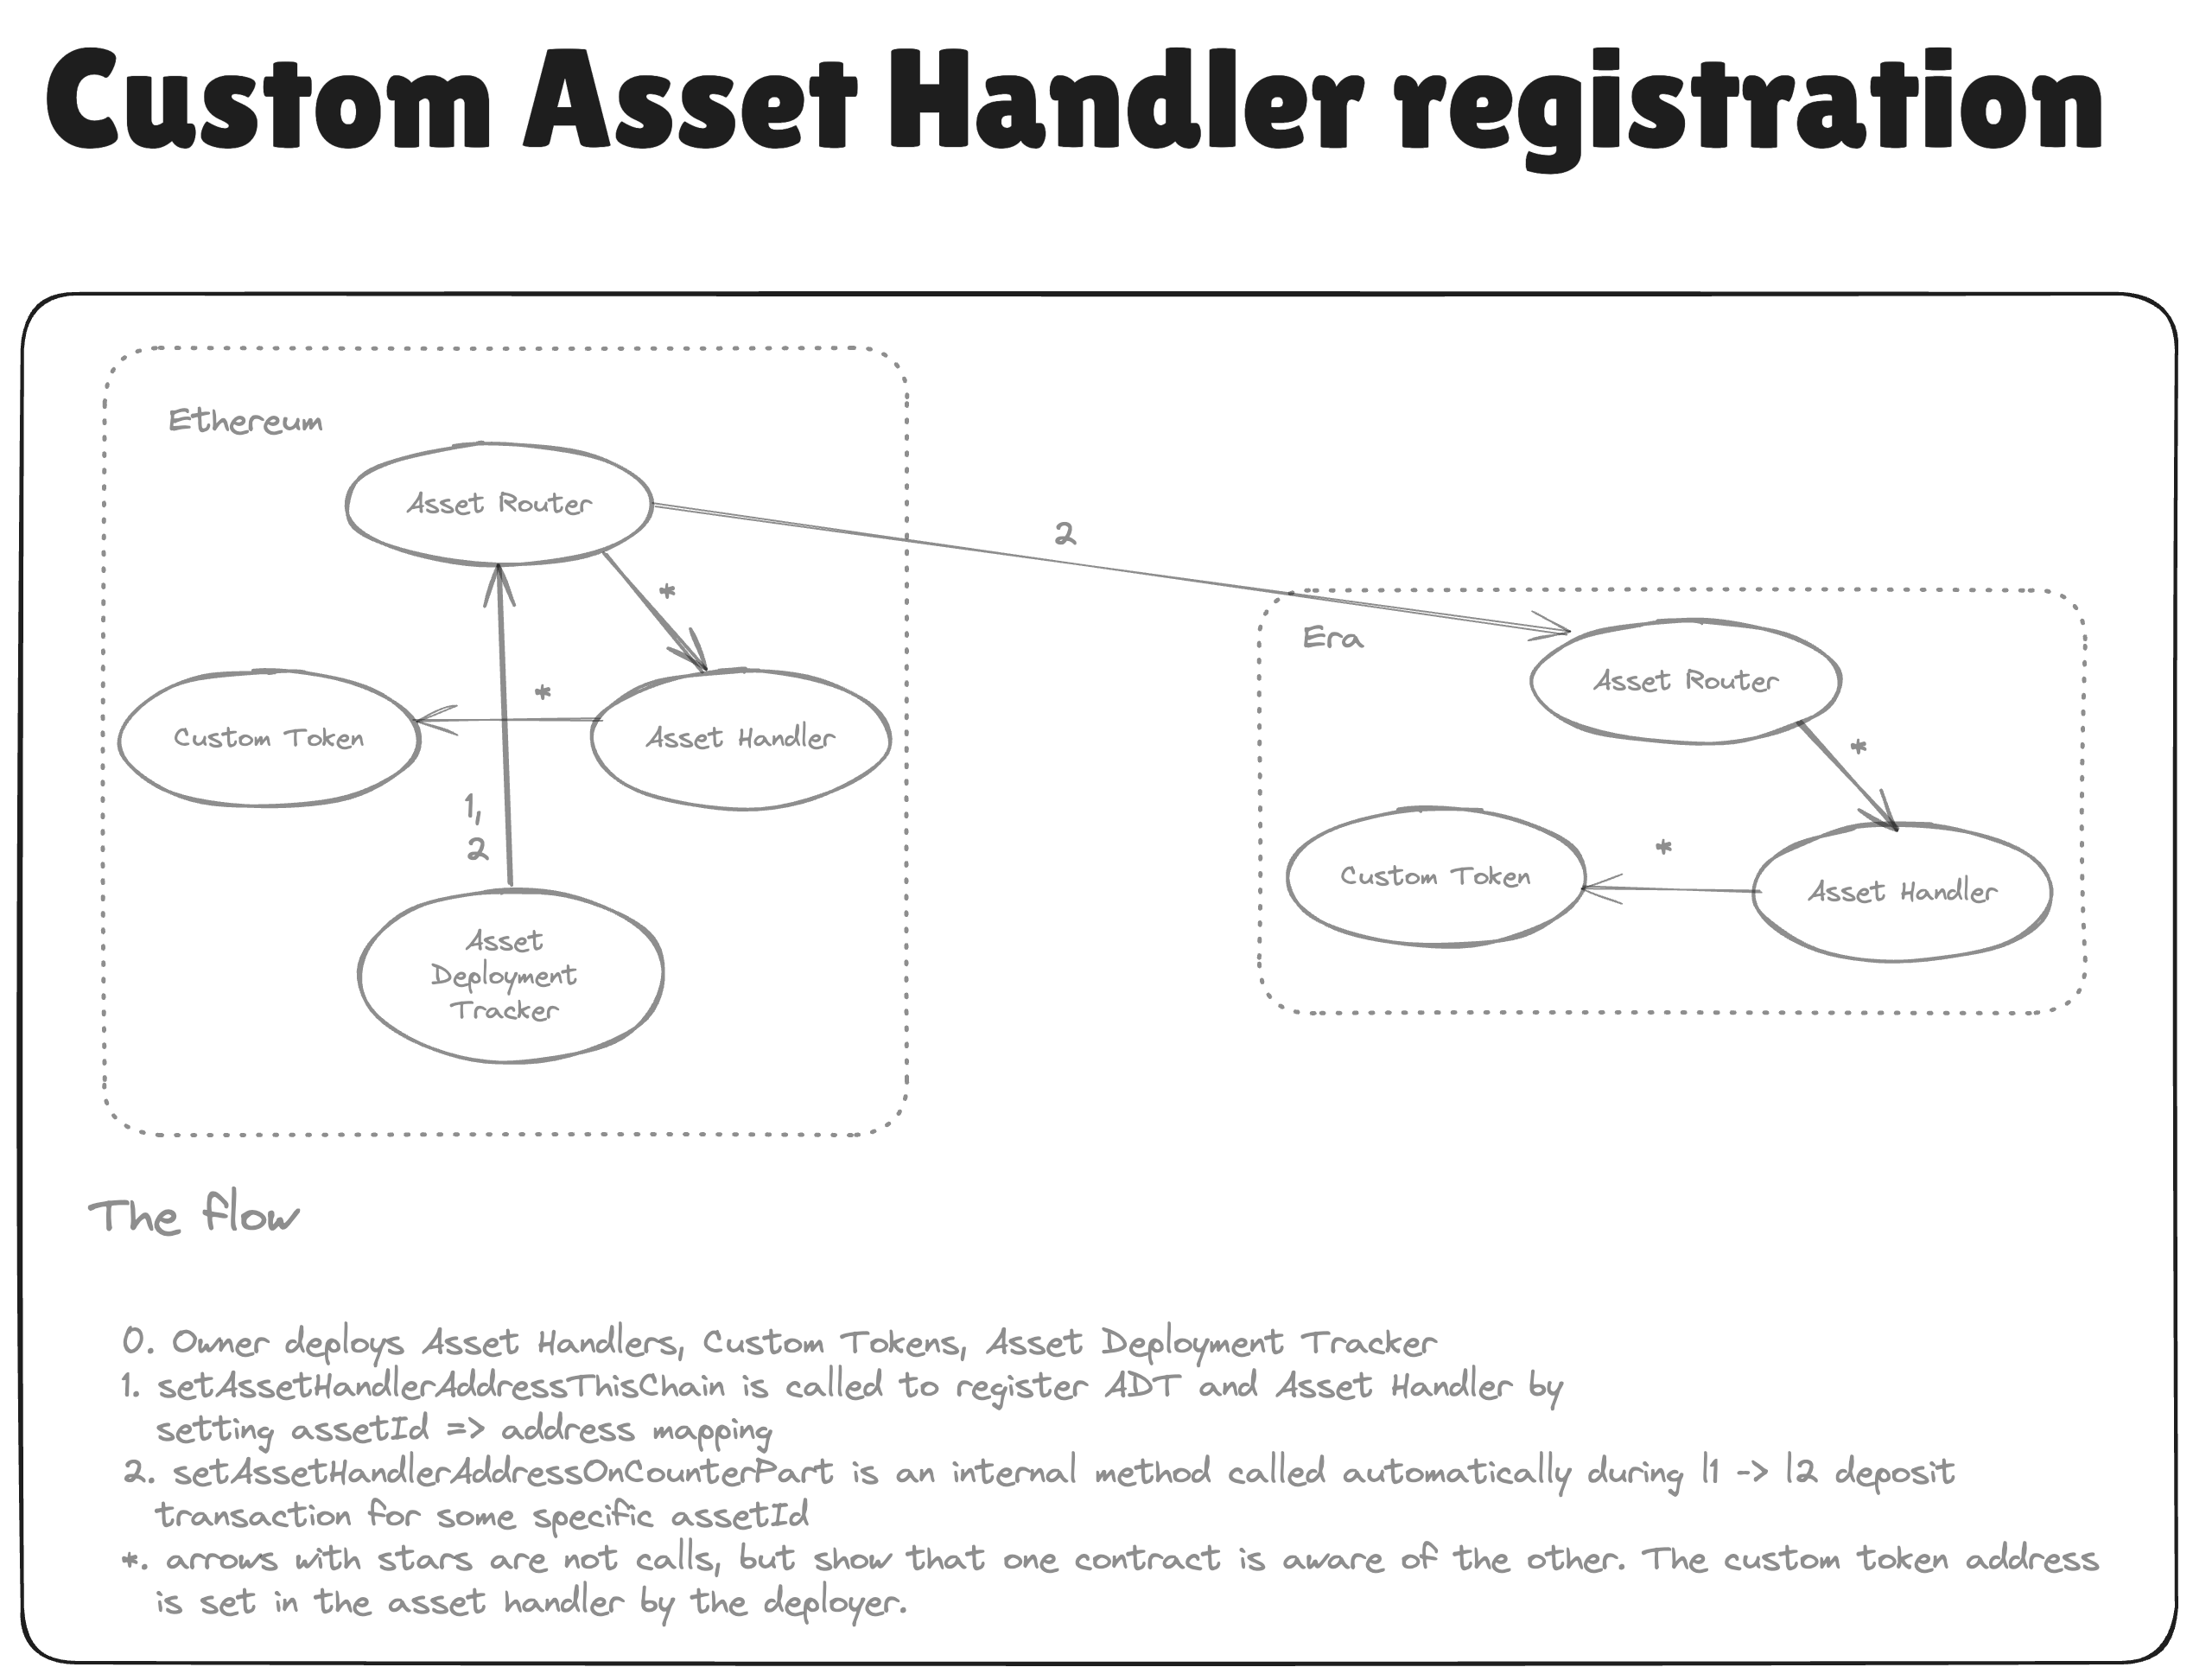 Custom Asset Handler registration
Ethereum
Asset Router
2
*
Era
Asset Router
*
Custom Token
*
Asset Handler
*
1,
2
Custom Token
*
Asset Handler
Asset
Deployment
Tracker
The flow
0. Owner deploys Asset Handlers, Custom Tokens, Asset Deployment Tracker
1. setAssetHandlerAddressThisChain is called to register ADT and Asset Handler by
setting assetId => address mapping
2. setAssetHandlerAddressOnCounterPart is an internal method called automatically during l1 -> l2 deposit
transaction for some specific assetId
*. arrows with stars are not calls, but show that one contract is aware of the other. The custom token address
is set in the asset handler by the deployer.